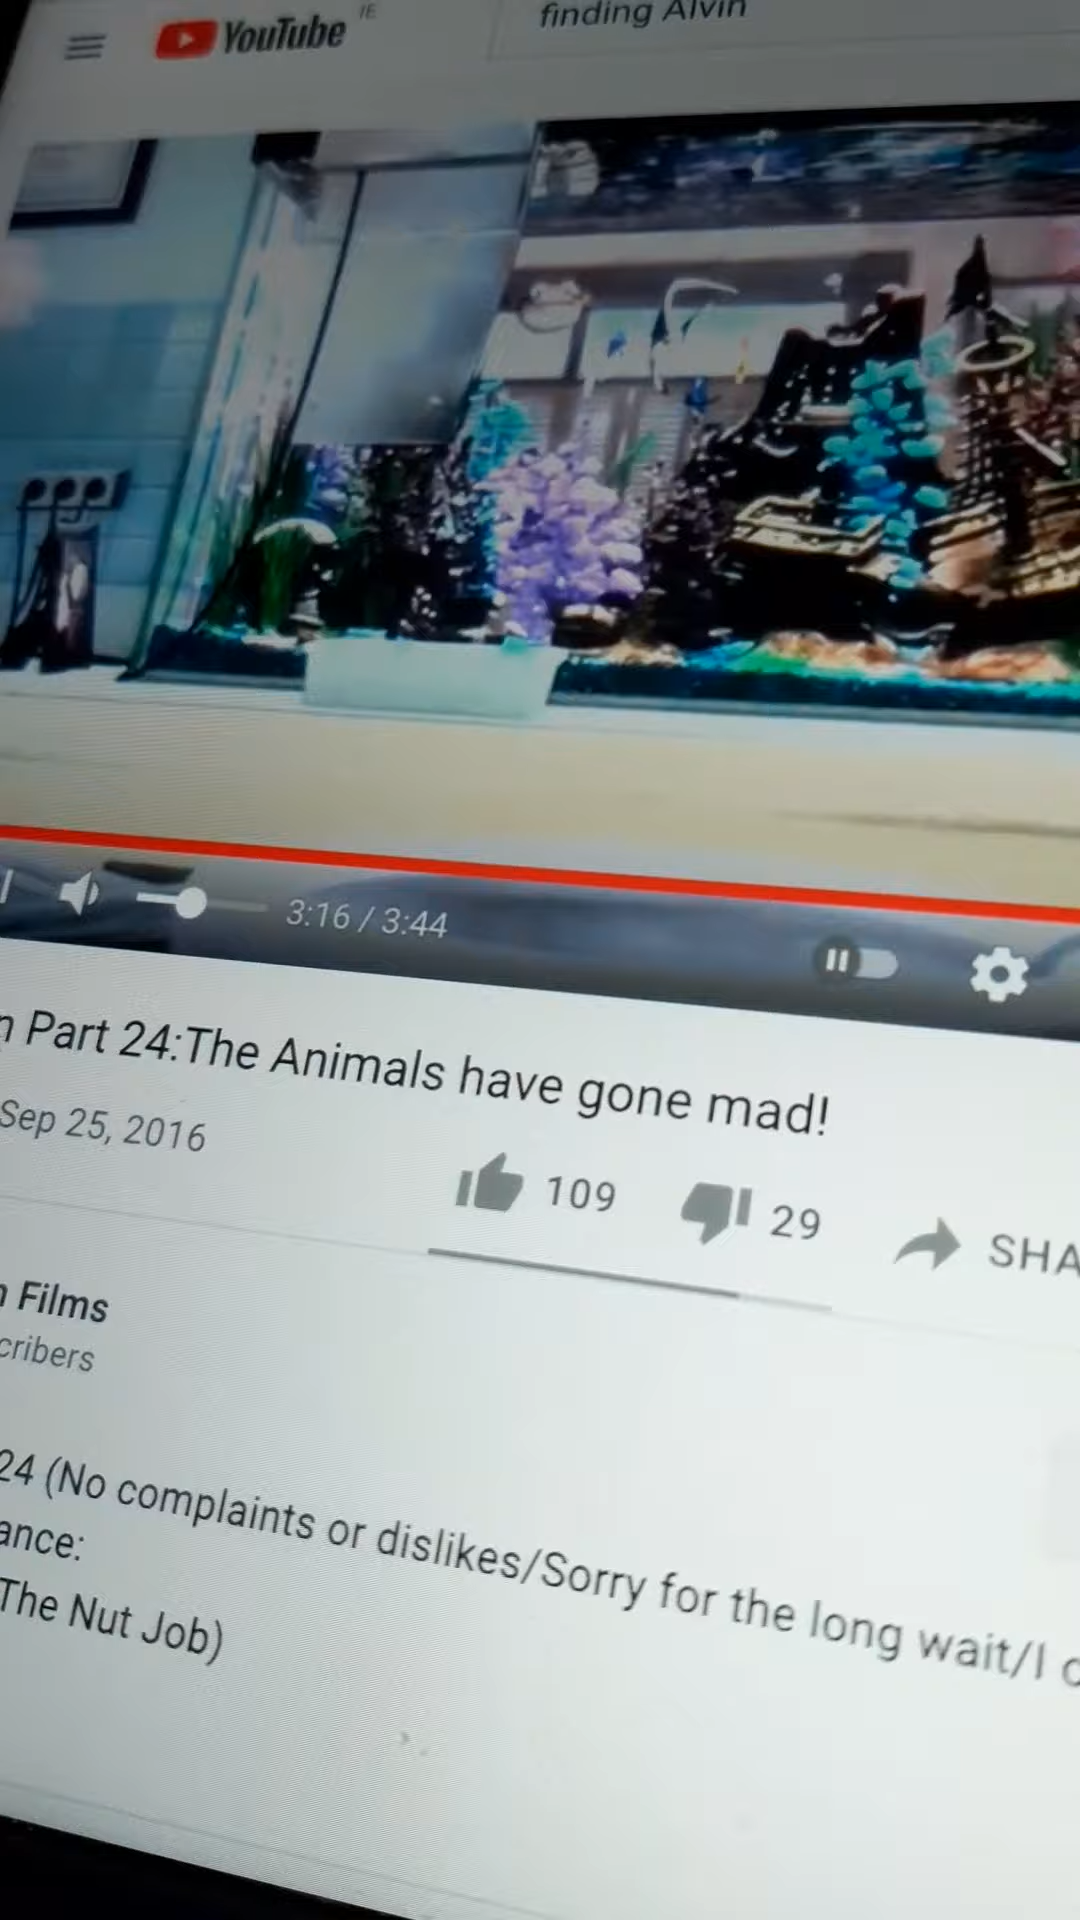 YouTube IE
finding Alvin
3:16 / 3:44
Part 24:The Animals have gone mad!
Sep 25, 2016
109
29
SHA
Films
cribers
24 (No complaints or dislikes/Sorry for the long wait/I
ance:
The Nut Job)